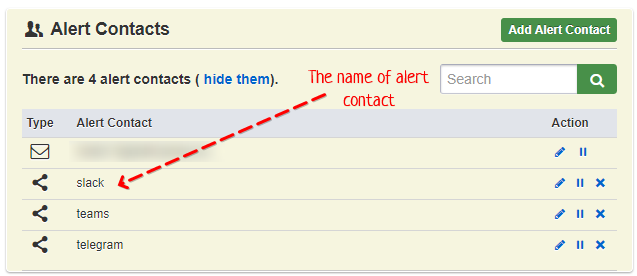 Alert Contacts
Add Alert Contact
There are 4 alert contacts ( hide them).
Search
The name of alert
contact
Type Alert Contact Action
slack
teams
telegram